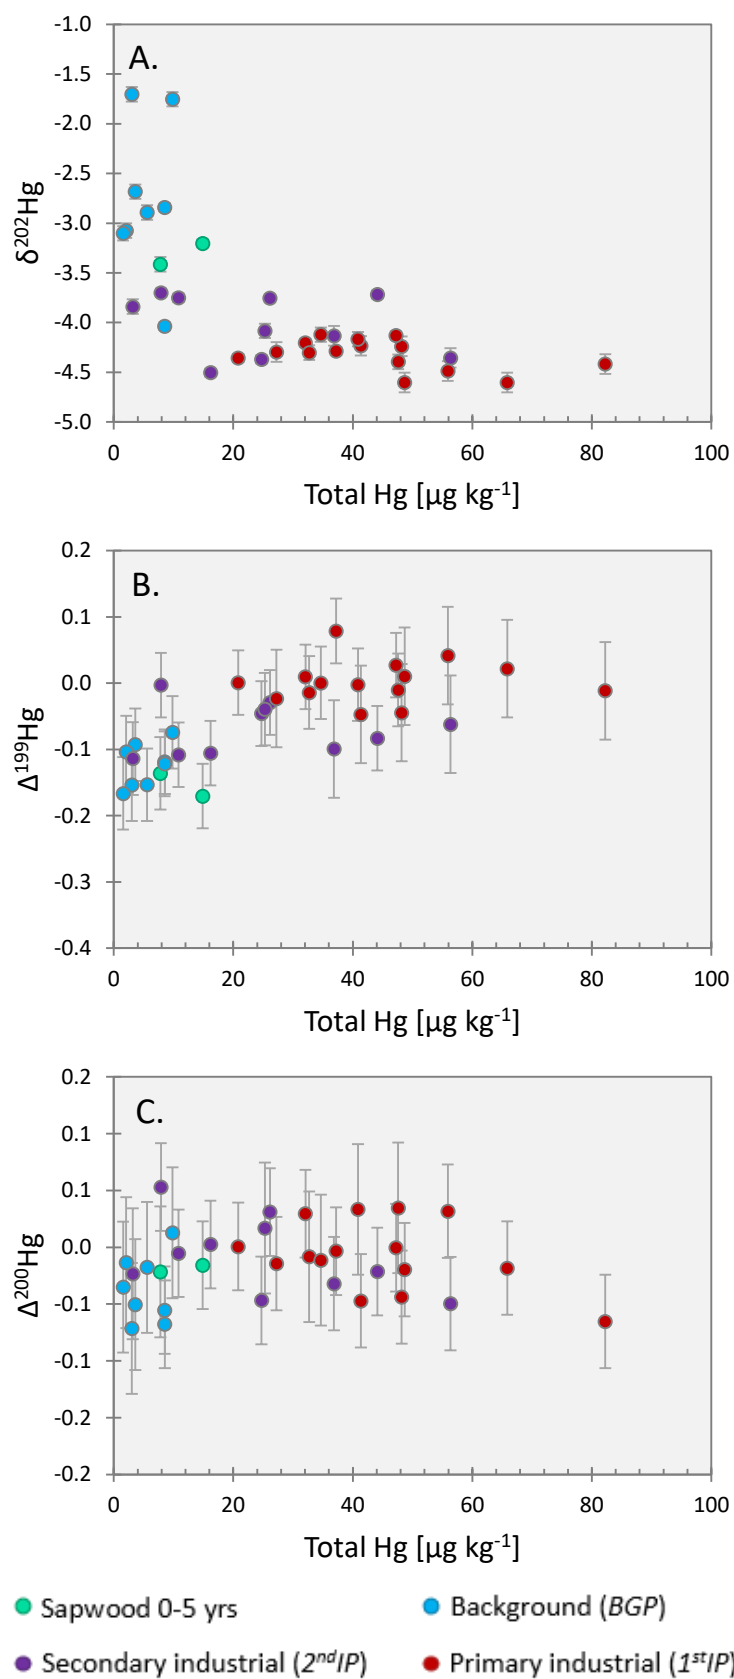 A.
-1.0
-1.5
-2.0
-2.5
-3.0
-3.5
-4.0
-4.5
-5.0
δ²⁰²Hg
0 20 40 60 80 100
Total Hg [µg kg⁻¹]
B.
0.2
0.1
0.0
-0.1
-0.2
-0.3
-0.4
Δ¹⁹⁹Hg
0 20 40 60 80 100
Total Hg [µg kg⁻¹]
C.
0.2
0.1
0.1
0.0
-0.1
-0.1
-0.2
-0.2
Δ²⁰⁰Hg
0 20 40 60 80 100
Total Hg [µg kg⁻¹]
Sapwood 0-5 yrs
Background (BGP)
Secondary industrial (2ⁿᵈIP)
Primary industrial (1ˢᵗIP)